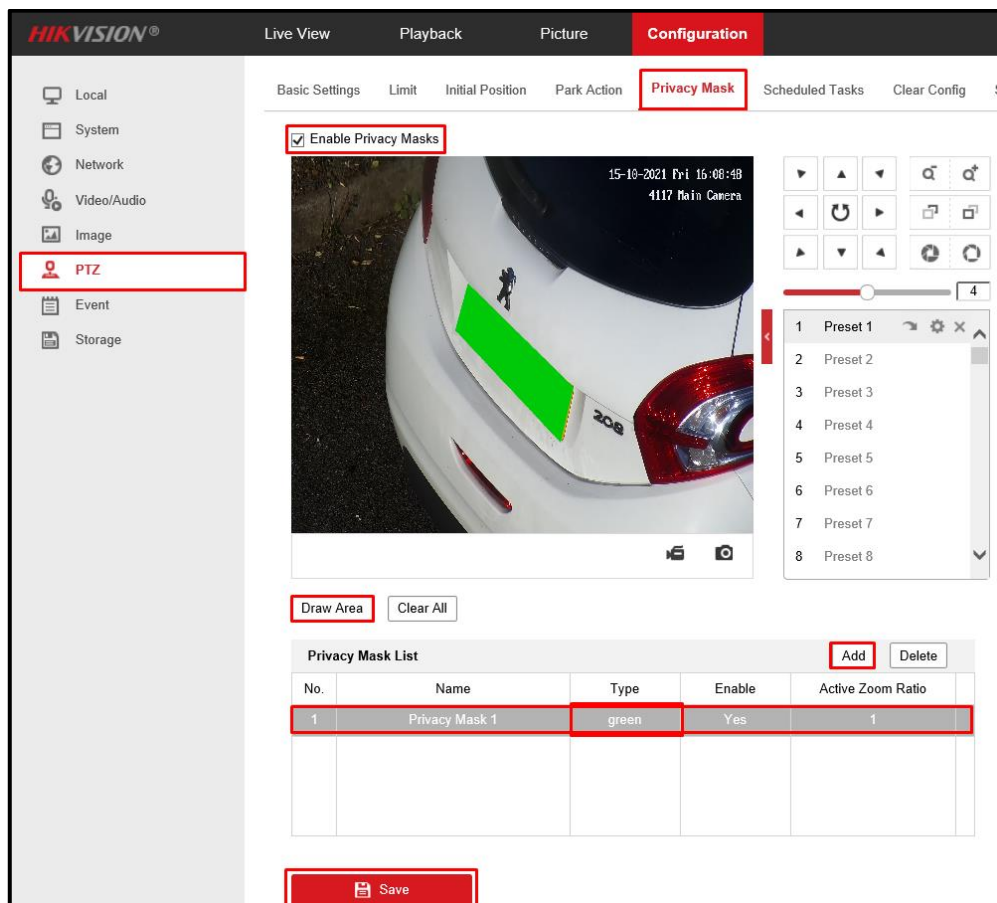 HIKVISION®
Live View Playback Picture Configuration
Local
System
Network
Video/Audio
Image
PTZ
Event
Storage
Basic Settings Limit Initial Position Park Action Privacy Mask Scheduled Tasks Clear Config
Enable Privacy Masks
15-10-2021 Fri 16:08:48
4117 Main Camera
208
4
1 Preset 1
2 Preset 2
3 Preset 3
4 Preset 4
5 Preset 5
6 Preset 6
7 Preset 7
8 Preset 8
Draw Area Clear All
Privacy Mask List Add Delete
No. Name Type Enable Active Zoom Ratio
1 Privacy Mask 1 green Yes 1
Save